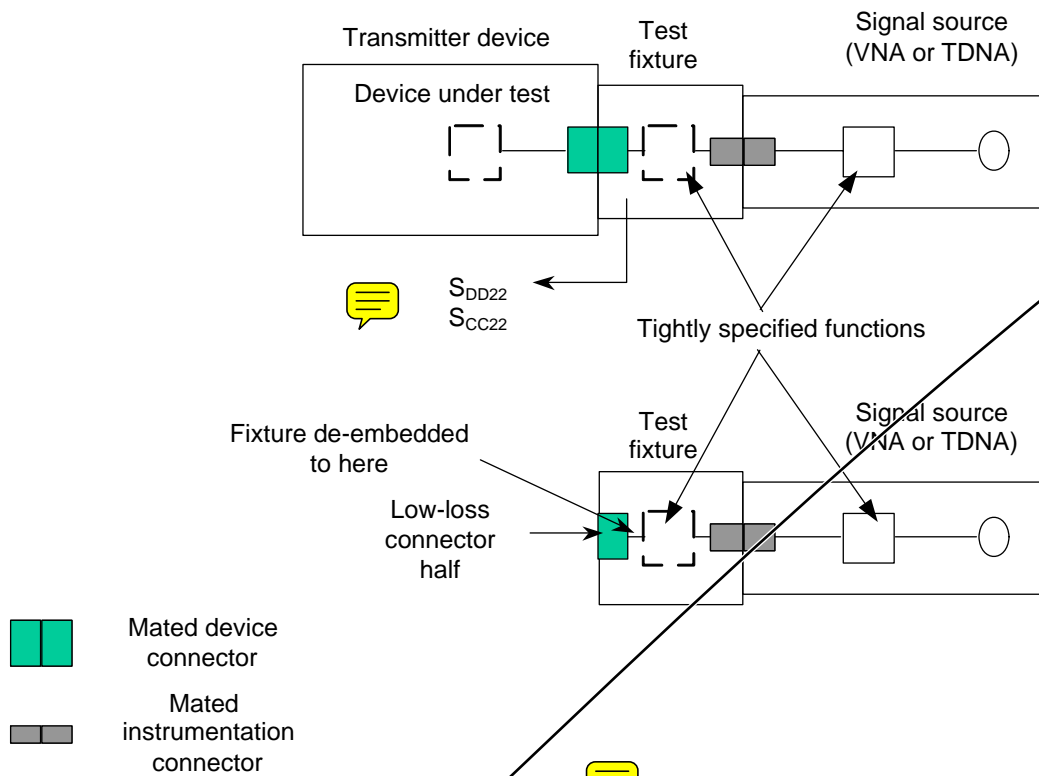 Transmitter device
Test
fixture
Signal source
(VNA or TDNA)
Device under test
SDD22
SCC22
Tightly specified functions
Fixture de-embedded
to here
Test
fixture
Signal source
(VNA or TDNA)
Low-loss
connector
half
Mated device
connector
Mated
instrumentation
connector